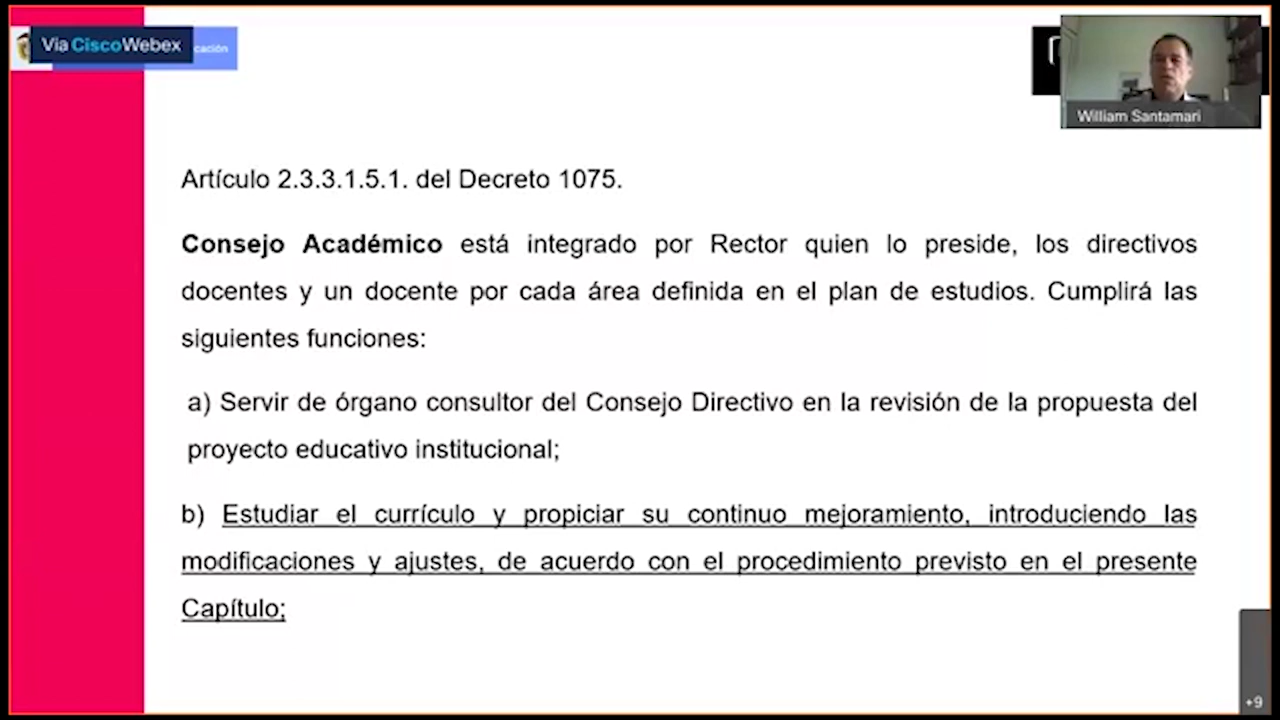 Vía CiscoWebex
cación
William Santamari
Artículo 2.3.3.1.5.1. del Decreto 1075.
Consejo Académico está integrado por Rector quien lo preside, los directivos
docentes y un docente por cada área definida en el plan de estudios. Cumplirá las
siguientes funciones:
a) Servir de órgano consultor del Consejo Directivo en la revisión de la propuesta del
proyecto educativo institucional;
b) Estudiar el currículo y propiciar su continuo mejoramiento, introduciendo las
modificaciones y ajustes, de acuerdo con el procedimiento previsto en el presente
Capítulo;
+9